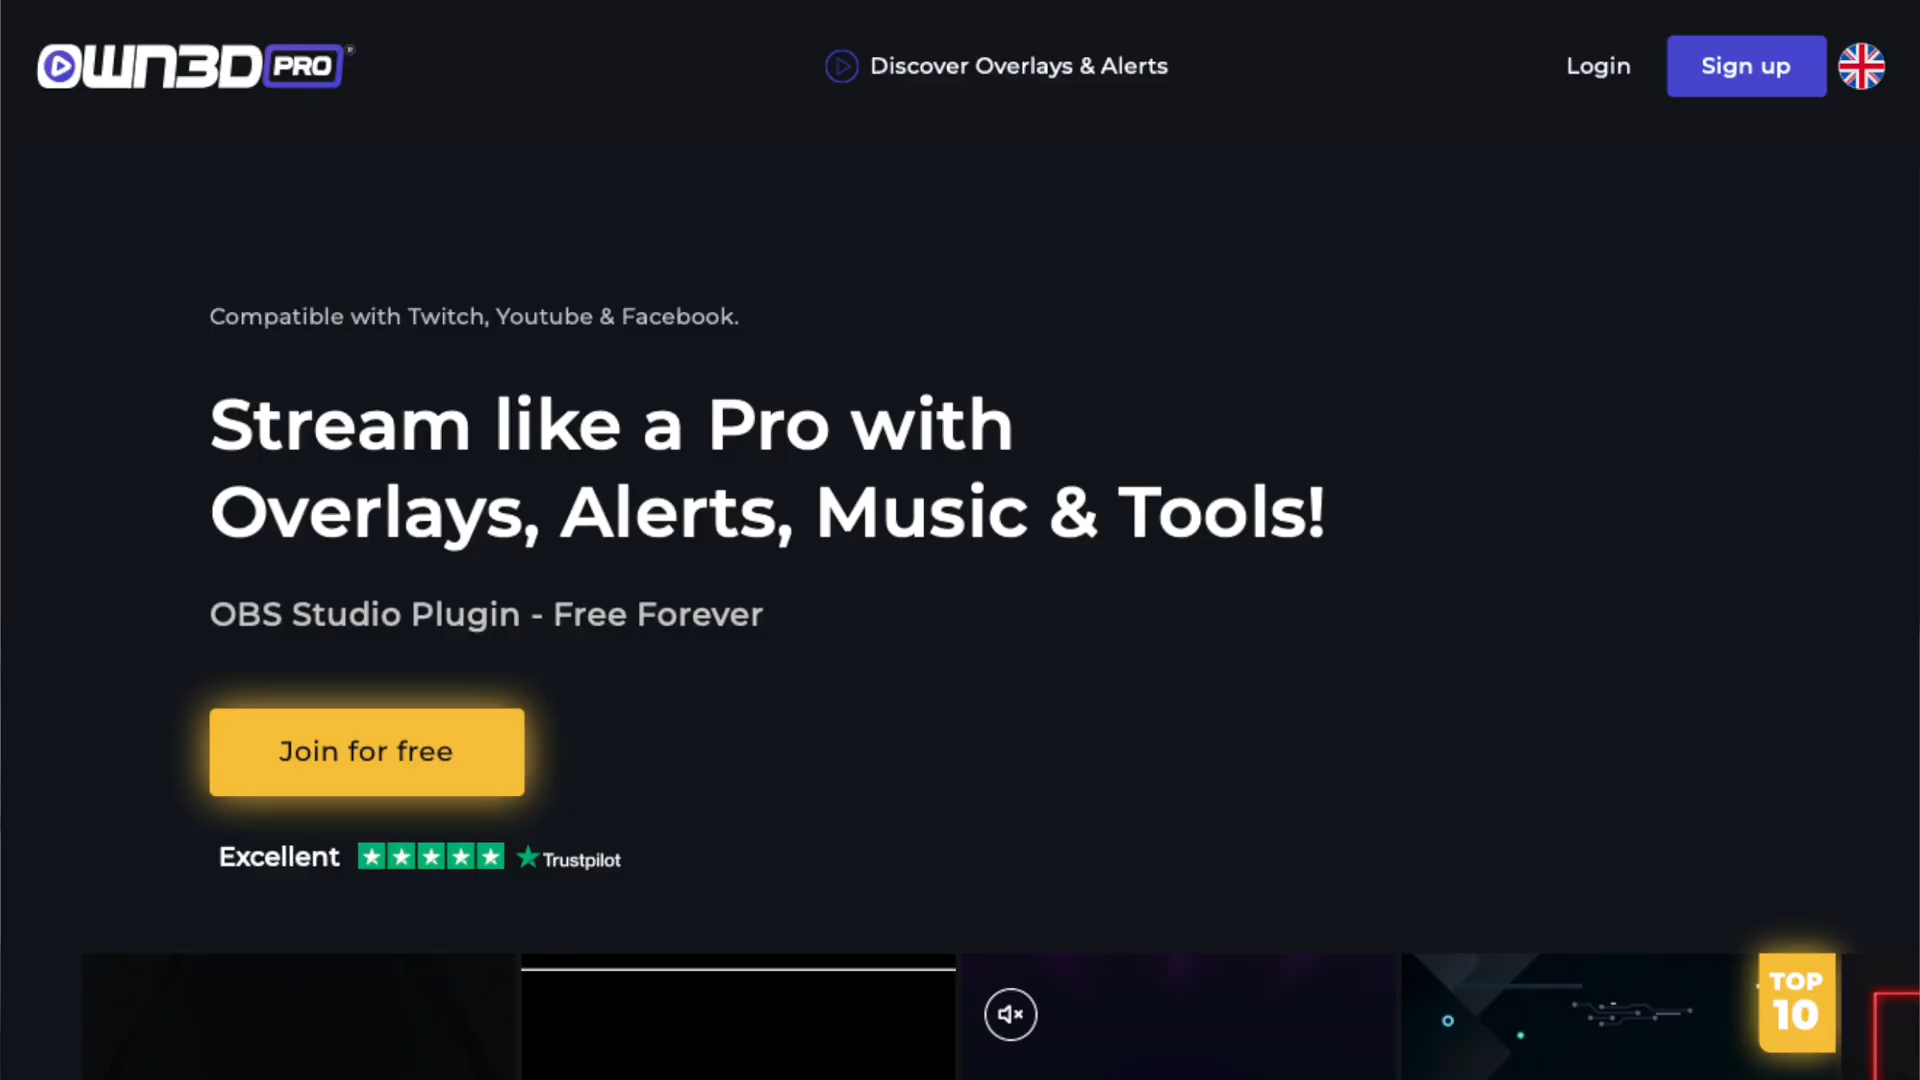 OWN3D PRO ®
Discover Overlays & Alerts
Login
Sign up
Compatible with Twitch, Youtube & Facebook.
Stream like a Pro with
Overlays, Alerts, Music & Tools!
OBS Studio Plugin - Free Forever
Join for free
Excellent
Trustpilot
TOP
10